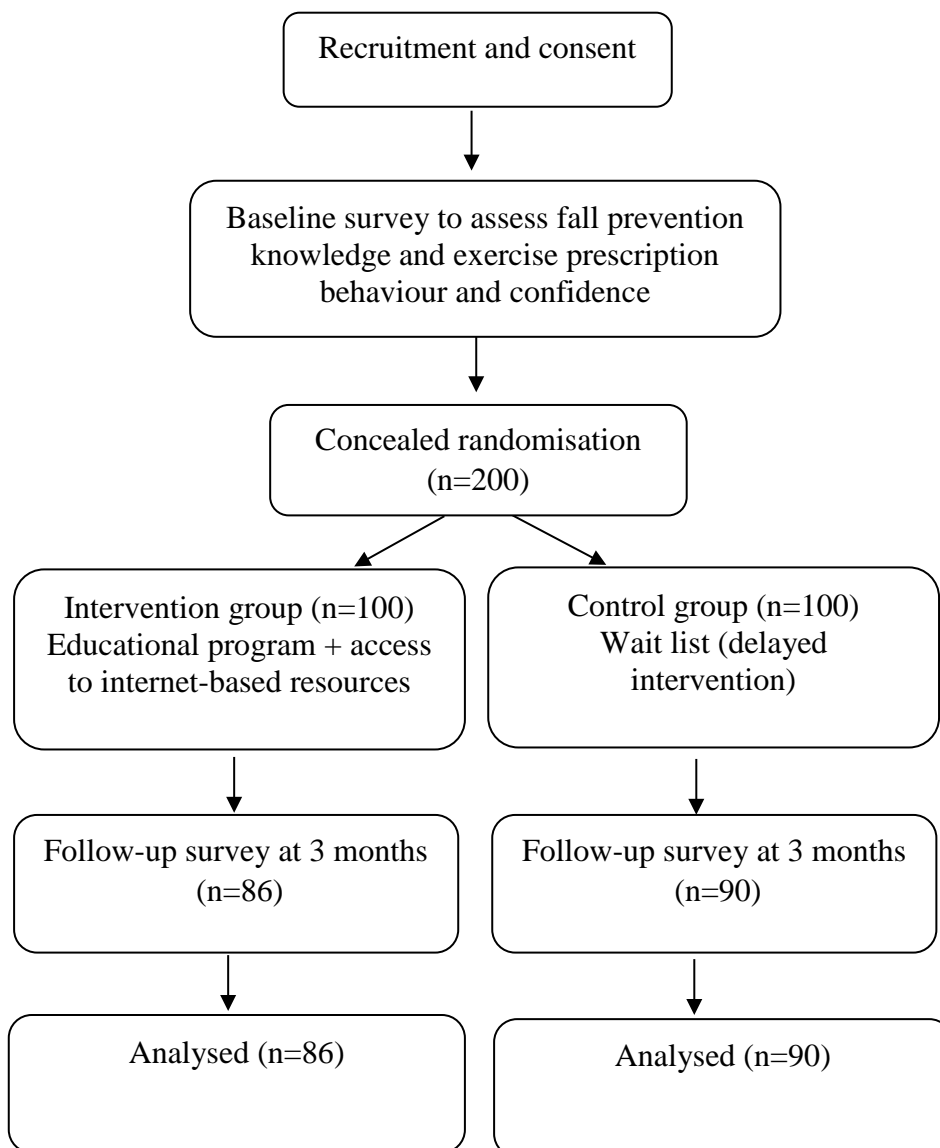 Recruitment and consent
Baseline survey to assess fall prevention
knowledge and exercise prescription
behaviour and confidence
Concealed randomisation
(n=200)
Intervention group (n=100)
Educational program + access
to internet-based resources
Control group (n=100)
Wait list (delayed
intervention)
Follow-up survey at 3 months
(n=86)
Follow-up survey at 3 months
(n=90)
Analysed (n=86)
Analysed (n=90)